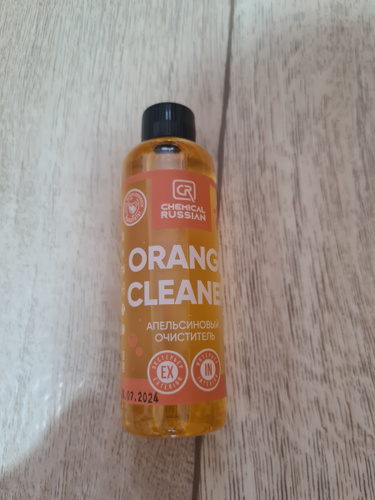 CR
CHEMICAL
RUSSIAN
ORANG
CLEANE
АПЕЛЬСИНОВЫЙ
ОЧИСТИТЕЛЬ
EX
IN
.07.2024